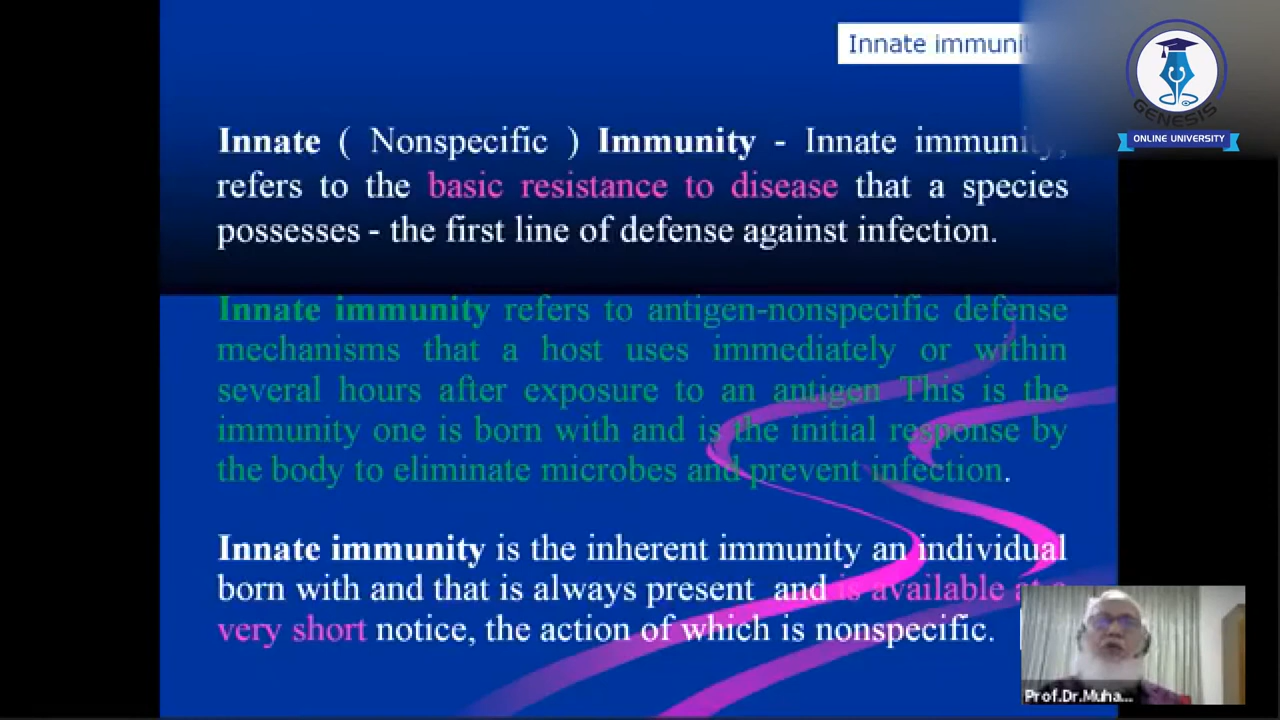 Innate immunit
GENESIS
ONLINE UNIVERSITY
Innate ( Nonspecific ) Immunity - Innate immunity,
refers to the basic resistance to disease that a species
possesses - the first line of defense against infection.
Innate immunity refers to antigen-nonspecific defense
mechanisms that a host uses immediately or within
several hours after exposure to an antigen This is the
immunity one is born with and is the initial response by
the body to eliminate microbes and prevent infection.
Innate immunity is the inherent immunity an individual
born with and that is always present and is available at a
very short notice, the action of which is nonspecific.
Prof.Dr.Muha...